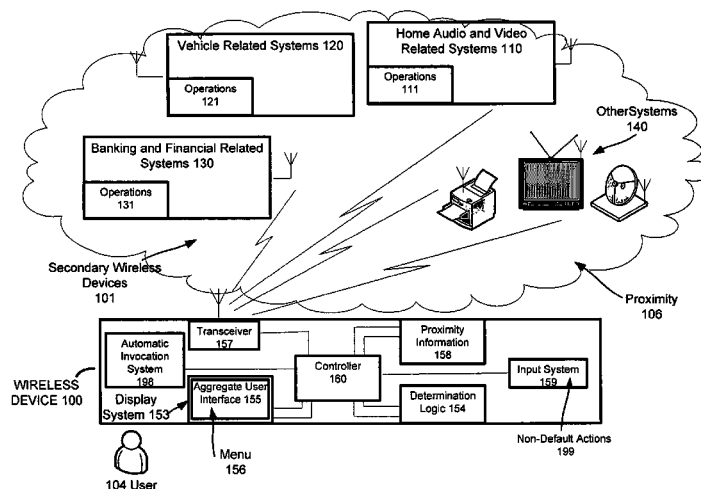 Vehicle Related Systems 120
Operations
121
Home Audio and Video
Related Systems 110
Operations
111
OtherSystems
140
Banking and Financial Related
Systems 130
Operations
131
Secondary Wireless
Devices
101
Proximity
106
Transceiver
157
Automatic
Invocation
System
198
Proximity
Information
158
Controller
160
Input System
159
WIRELESS
DEVICE 100
Display
System 153
Aggregate User
Interface 155
Determination
Logic 154
Menu
156
Non-Default Actions
199
104 User